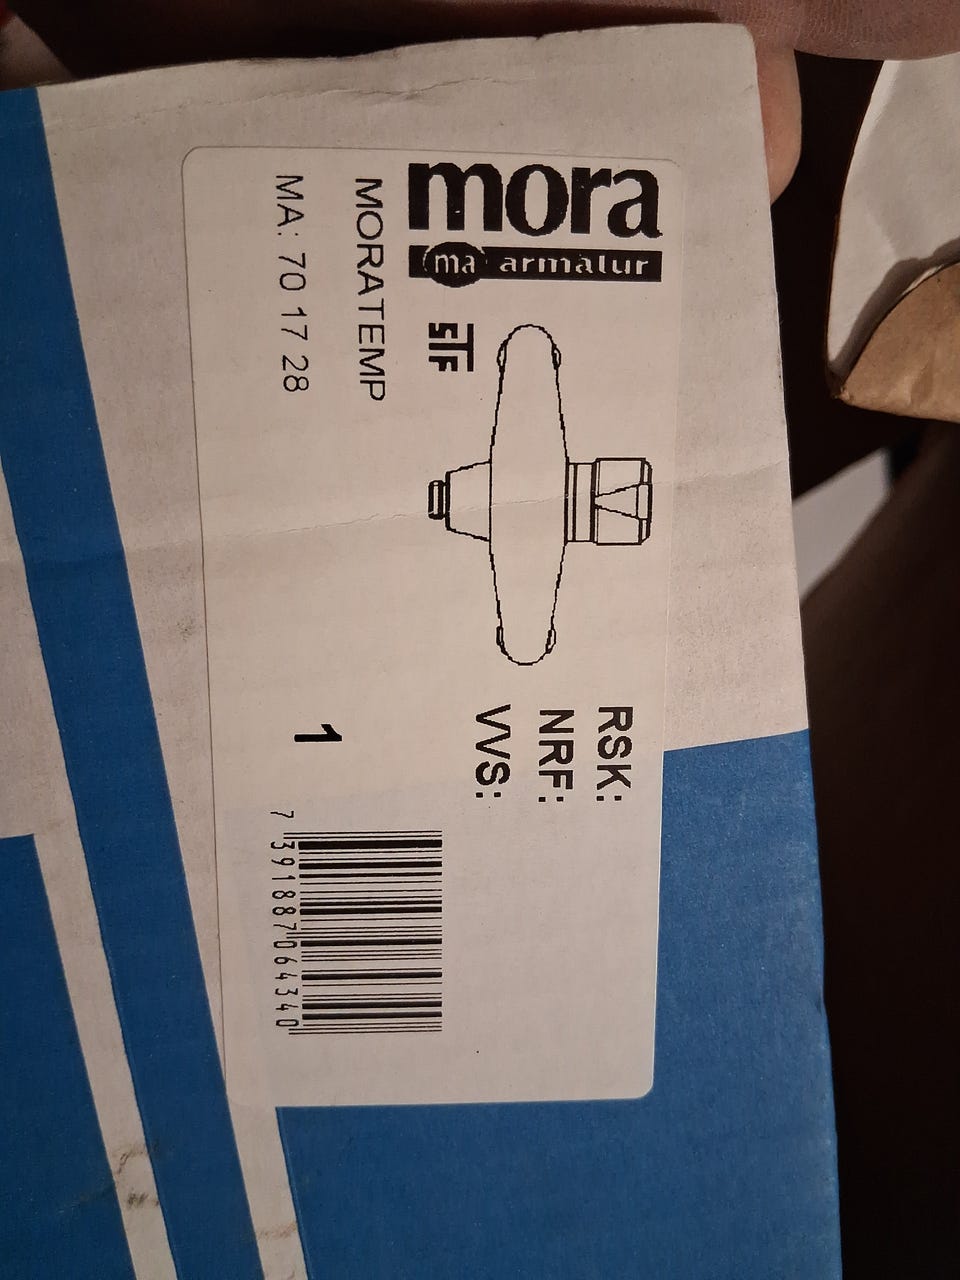 mora
ma armatur
STF
MORATEMP
MA: 70 17 28
RSK:
NRF:
VVS:
1
7 391887 064340